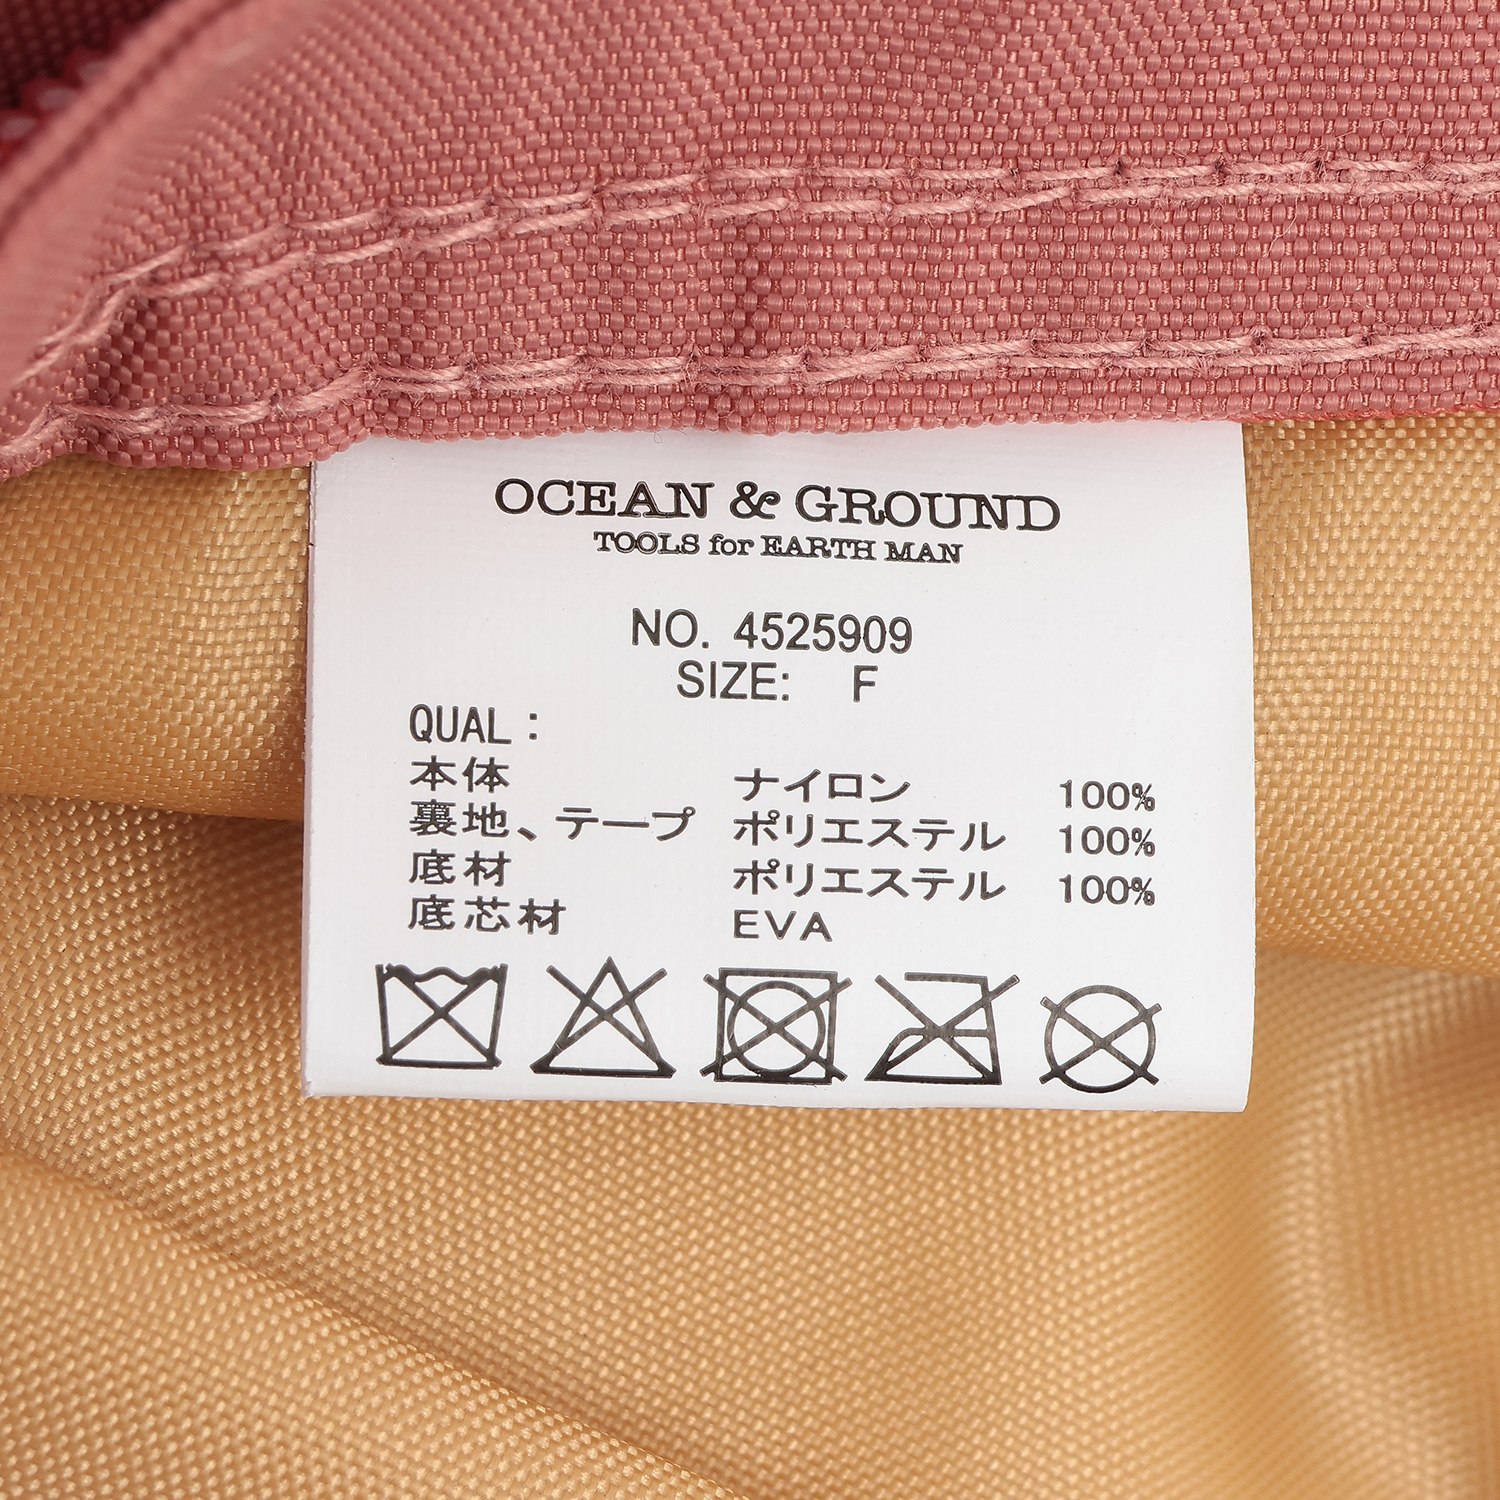 OCEAN & GROUND
TOOLS for EARTH MAN
NO. 4525909
SIZE: F
QUAL :
本体 ナイロン 100%
裏地、テープ ポリエステル 100%
底材 ポリエステル 100%
底芯材 EVA